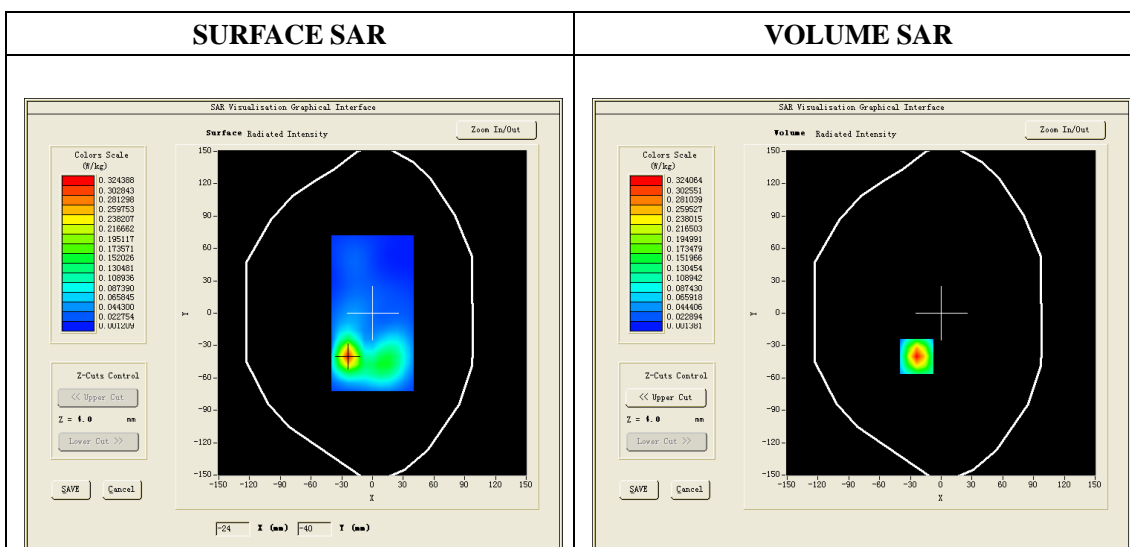 SURFACE SAR
VOLUME SAR
SAR Visualisation Graphical Interface
Surface Radiated Intensity
Zoom In/Out
Colors Scale
(W/kg)
0.324388
0.302843
0.281298
0.259753
0.238207
0.216662
0.195117
0.173571
0.152026
0.130481
0.108936
0.087390
0.065845
0.044300
0.022754
0.001209
150
120
90
60
30
0
-30
-60
-90
-120
-150
Y
-150 -120 -90 -60 -30 0 30 60 90 120 150
X
Z-Cuts Control
<< Upper Cut
Z = 4.0 mm
Lower Cut >>
SAVE Cancel
-24 X (mm) -40 Y (mm)
SAR Visualisation Graphical Interface
Volume Radiated Intensity
Zoom In/Out
Colors Scale
(W/kg)
0.324064
0.302551
0.281039
0.259527
0.238015
0.216503
0.194991
0.173479
0.151966
0.130454
0.108942
0.087430
0.065918
0.044406
0.022894
0.001381
150
120
90
60
30
0
-30
-60
-90
-120
-150
Y
-150 -120 -90 -60 -30 0 30 60 90 120 150
X
Z-Cuts Control
<< Upper Cut
Z = 4.0 mm
Lower Cut >>
SAVE Cancel